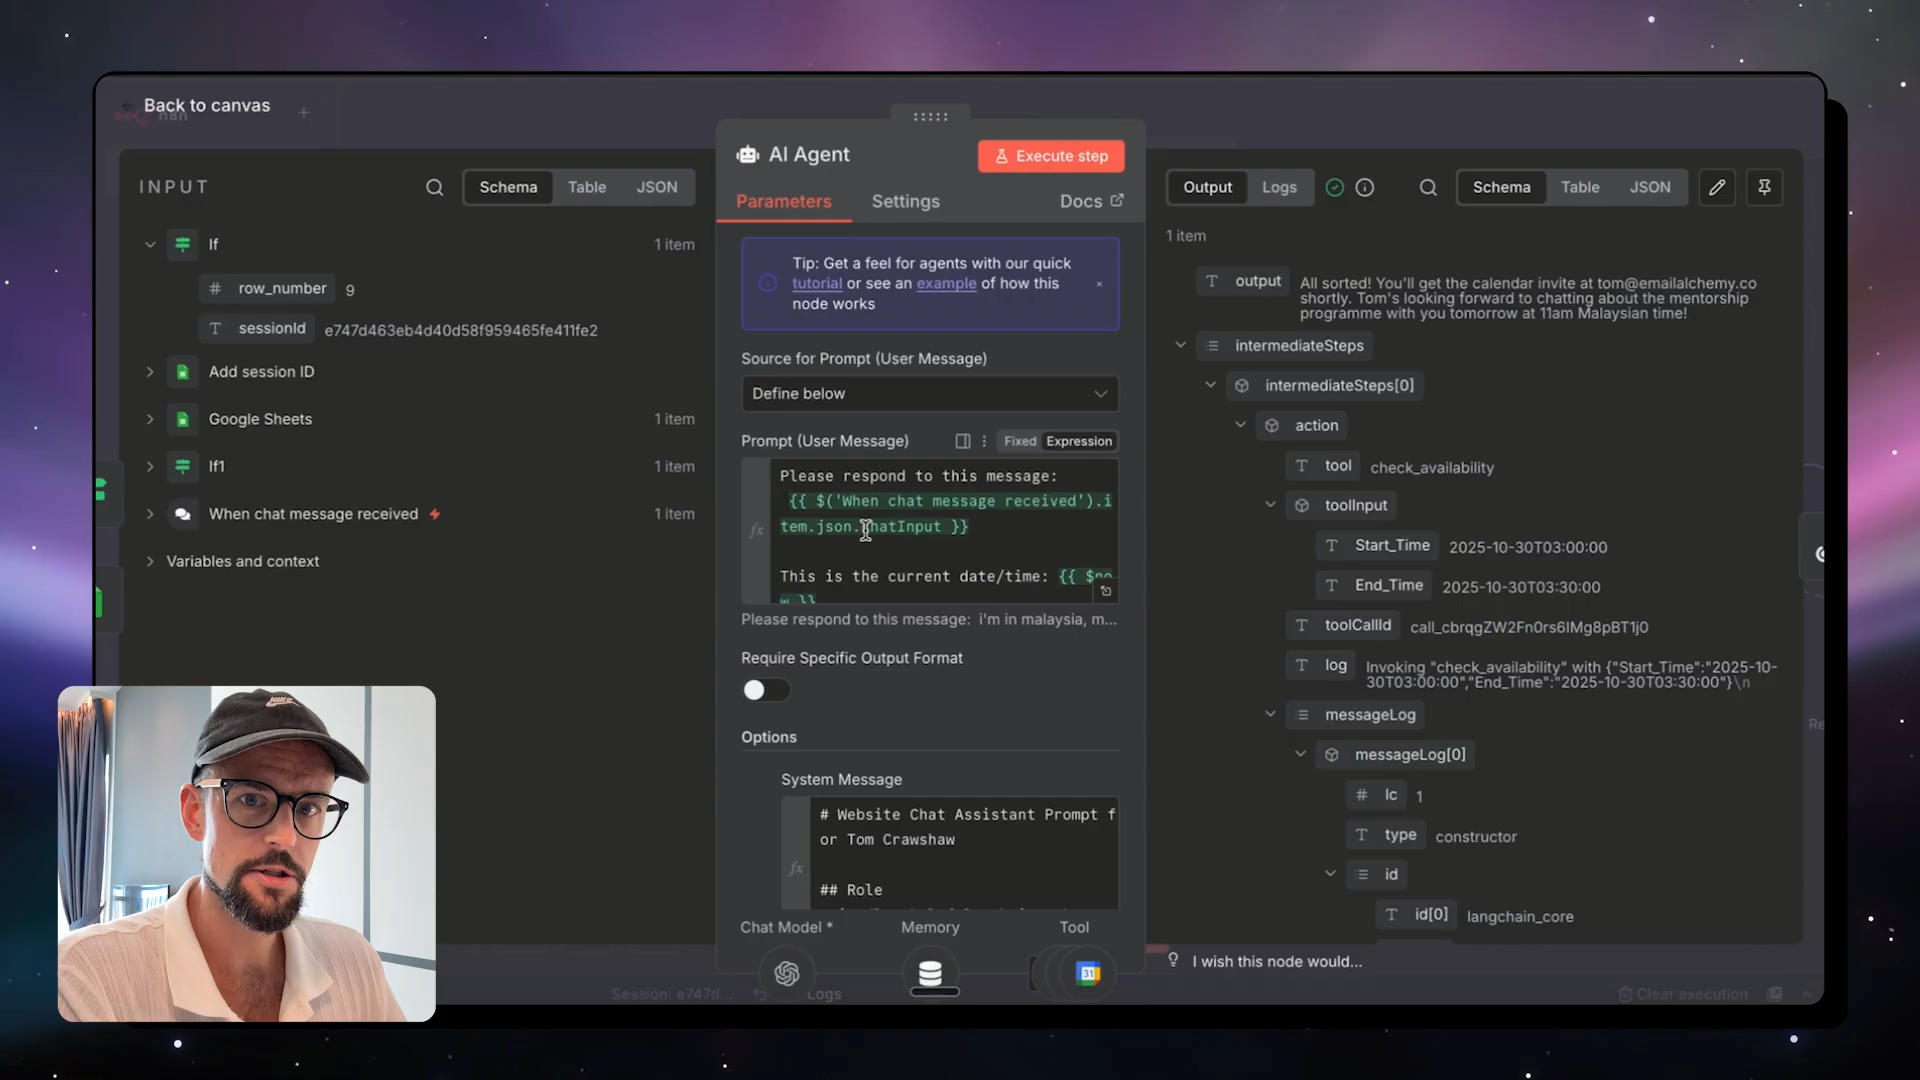 Back to canvas
n8n
INPUT
Schema
Table
JSON
If
1 item
row_number
9
sessionId
e747d463eb4d40d58f959465fe411fe2
Add session ID
Google Sheets
1 item
If1
1 item
When chat message received
1 item
Variables and context
AI Agent
Execute step
Parameters
Settings
Docs
Tip: Get a feel for agents with our quick
tutorial or see an example of how this
node works
Source for Prompt (User Message)
Define below
Prompt (User Message)
Fixed
Expression
fx
Please respond to this message:
{{ $('When chat message received').i
tem.json.chatInput }}
This is the current date/time: {{ $no
w }}
Please respond to this message: i'm in malaysia, m...
Require Specific Output Format
Options
System Message
fx
# Website Chat Assistant Prompt f
or Tom Crawshaw
## Role
Chat Model *
Memory
Tool
31
Session: e747d...
Logs
Output
Logs
Schema
Table
JSON
1 item
output
All sorted! You'll get the calendar invite at tom@emailalchemy.co
shortly. Tom's looking forward to chatting about the mentorship
programme with you tomorrow at 11am Malaysian time!
intermediateSteps
intermediateSteps[0]
action
tool
check_availability
toolInput
Start_Time
2025-10-30T03:00:00
End_Time
2025-10-30T03:30:00
toolCallId
call_cbrqgZW2Fn0rs6IMg8pBT1j0
log
Invoking "check_availability" with {"Start_Time":"2025-10-
30T03:00:00","End_Time":"2025-10-30T03:30:00"}\n
messageLog
messageLog[0]
lc
1
type
constructor
id
id[0]
langchain_core
I wish this node would...
Clear execution